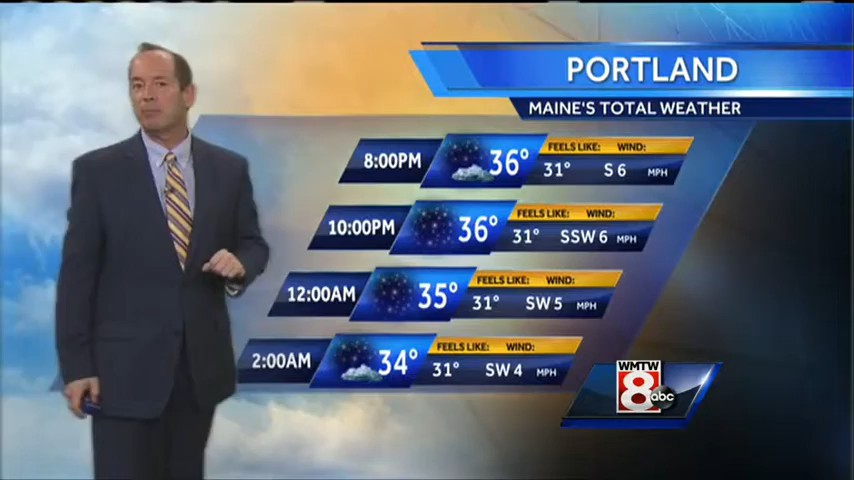 PORTLAND
MAINE'S TOTAL WEATHER
8:00PM 36° FEELS LIKE: WIND: 31° S 6 MPH
10:00PM 36° FEELS LIKE: WIND: 31° SSW 6 MPH
12:00AM 35° FEELS LIKE: WIND: 31° SW 5 MPH
2:00AM 34° FEELS LIKE: WIND: 31° SW 4 MPH
WMTW
8 abc